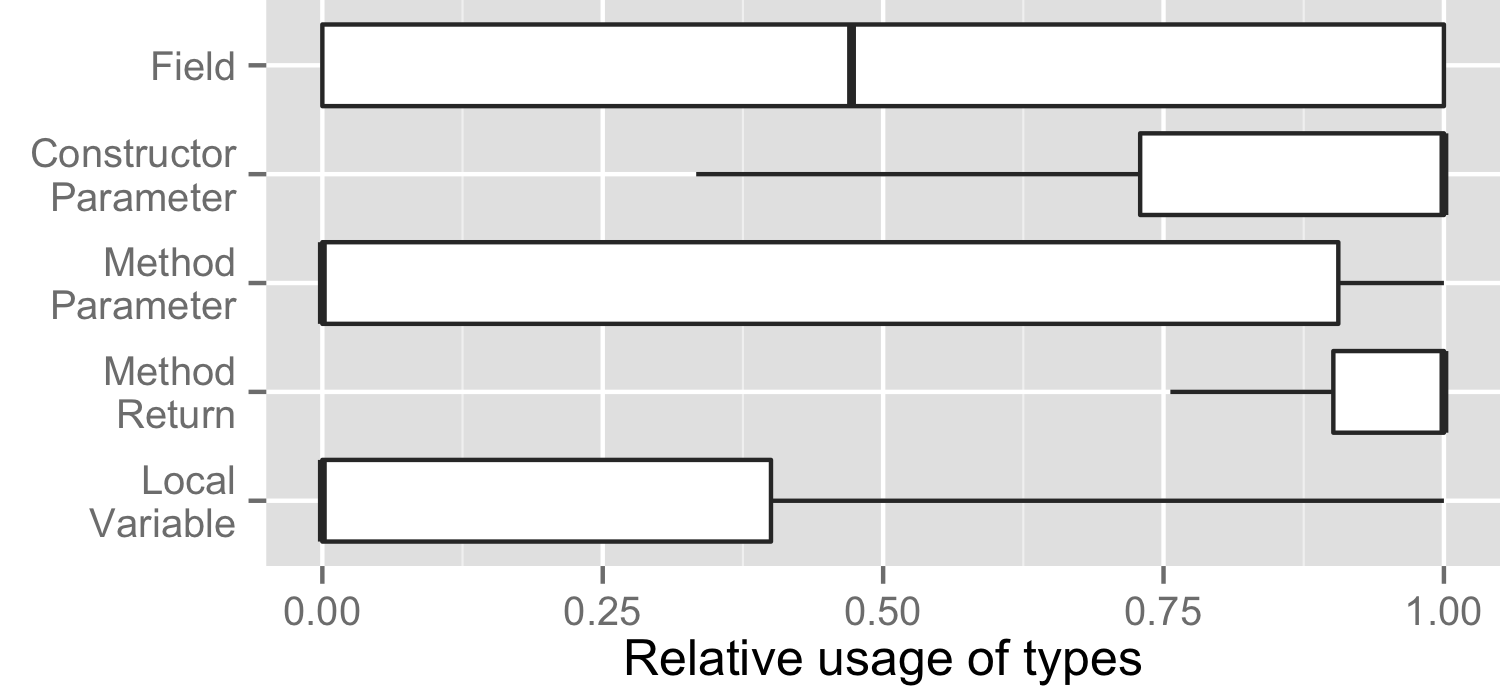 Field
Constructor
Parameter
Method
Parameter
Method
Return
Local
Variable
0.00 0.25 0.50 0.75 1.00
Relative usage of types